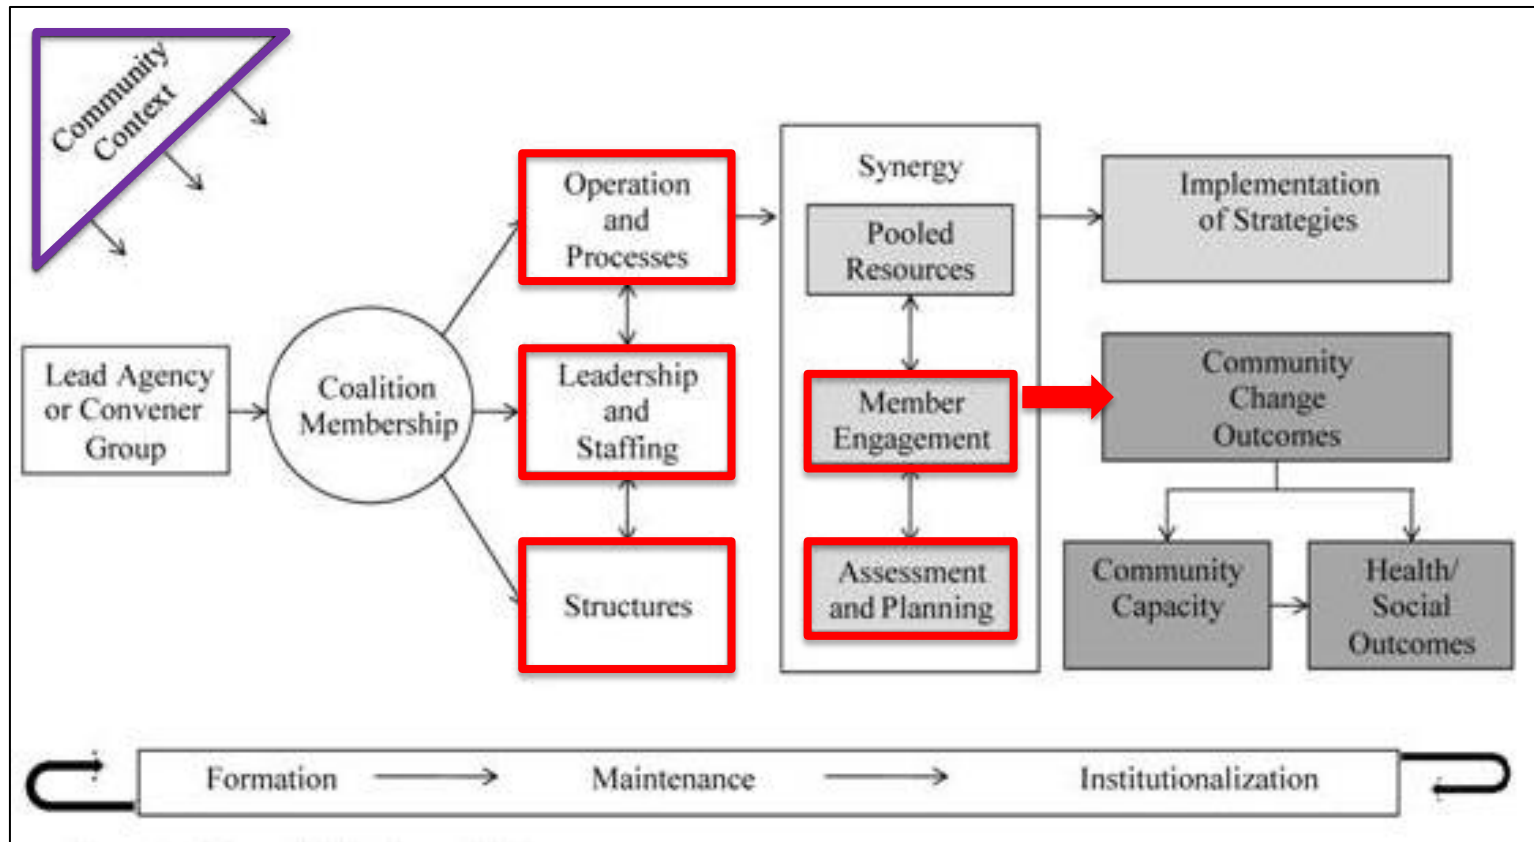 Community
Context
Lead Agency
or Convener
Group
Coalition
Membership
Operation
and
Processes
Leadership
and
Staffing
Structures
Synergy
Pooled
Resources
Member
Engagement
Assessment
and Planning
Implementation
of Strategies
Community
Change
Outcomes
Community
Capacity
Health/
Social
Outcomes
Formation
Maintenance
Institutionalization